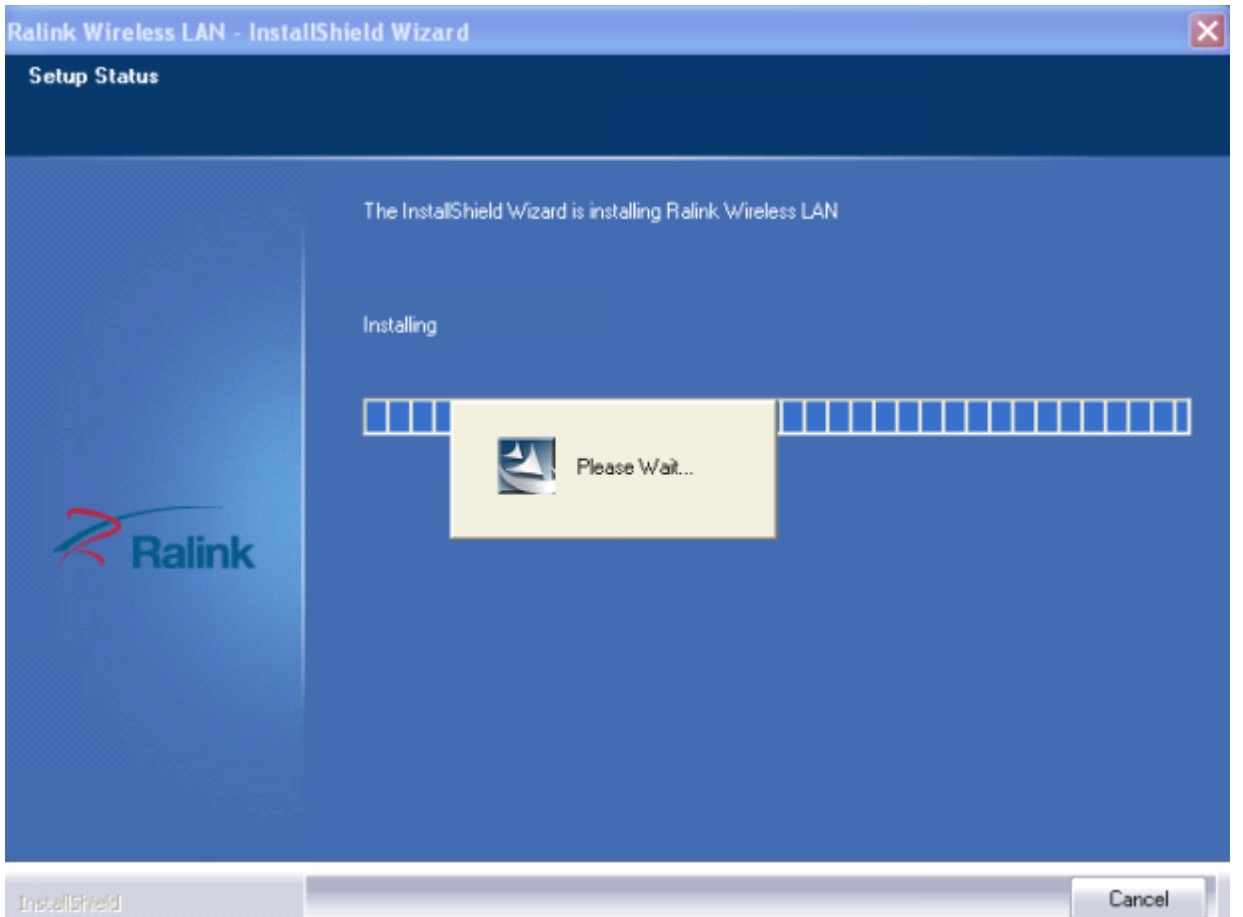 Ralink Wireless LAN - InstallShield Wizard
Setup Status
The InstallShield Wizard is installing Ralink Wireless LAN
Installing
Please Wait...
Ralink
InstallShield
Cancel